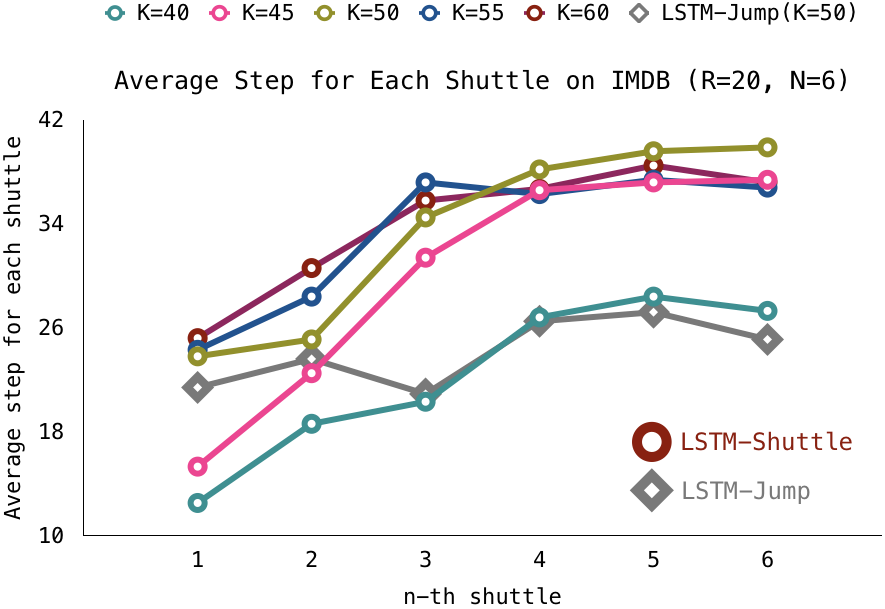 K=40 K=45 K=50 K=55 K=60 LSTM-Jump(K=50)
Average Step for Each Shuttle on IMDB (R=20, N=6)
Average step for each shuttle
42
34
26
18
10
LSTM-Shuttle
LSTM-Jump
1 2 3 4 5 6
n-th shuttle